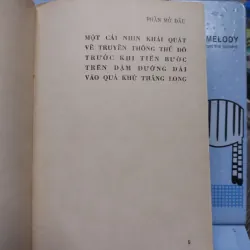 PHẦN MỞ ĐẦU
MỘT CÁI NHÌN KHÁI QUÁT
VỀ TRUYỀN THỐNG THỦ ĐÔ
TRƯỚC KHI TIẾN BƯỚC
TRÊN DẶM ĐƯỜNG DÀI
VÀO QUÁ KHỨ THĂNG LONG
MELODY